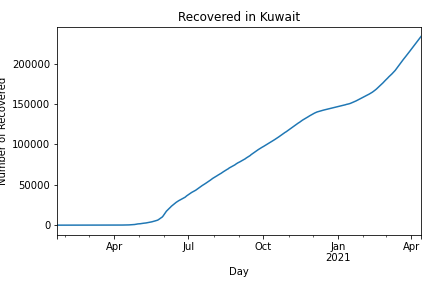 Recovered in Kuwait
Number of Recovered
200000
150000
100000
50000
0
Apr Jul Oct Jan Apr
2021
Day